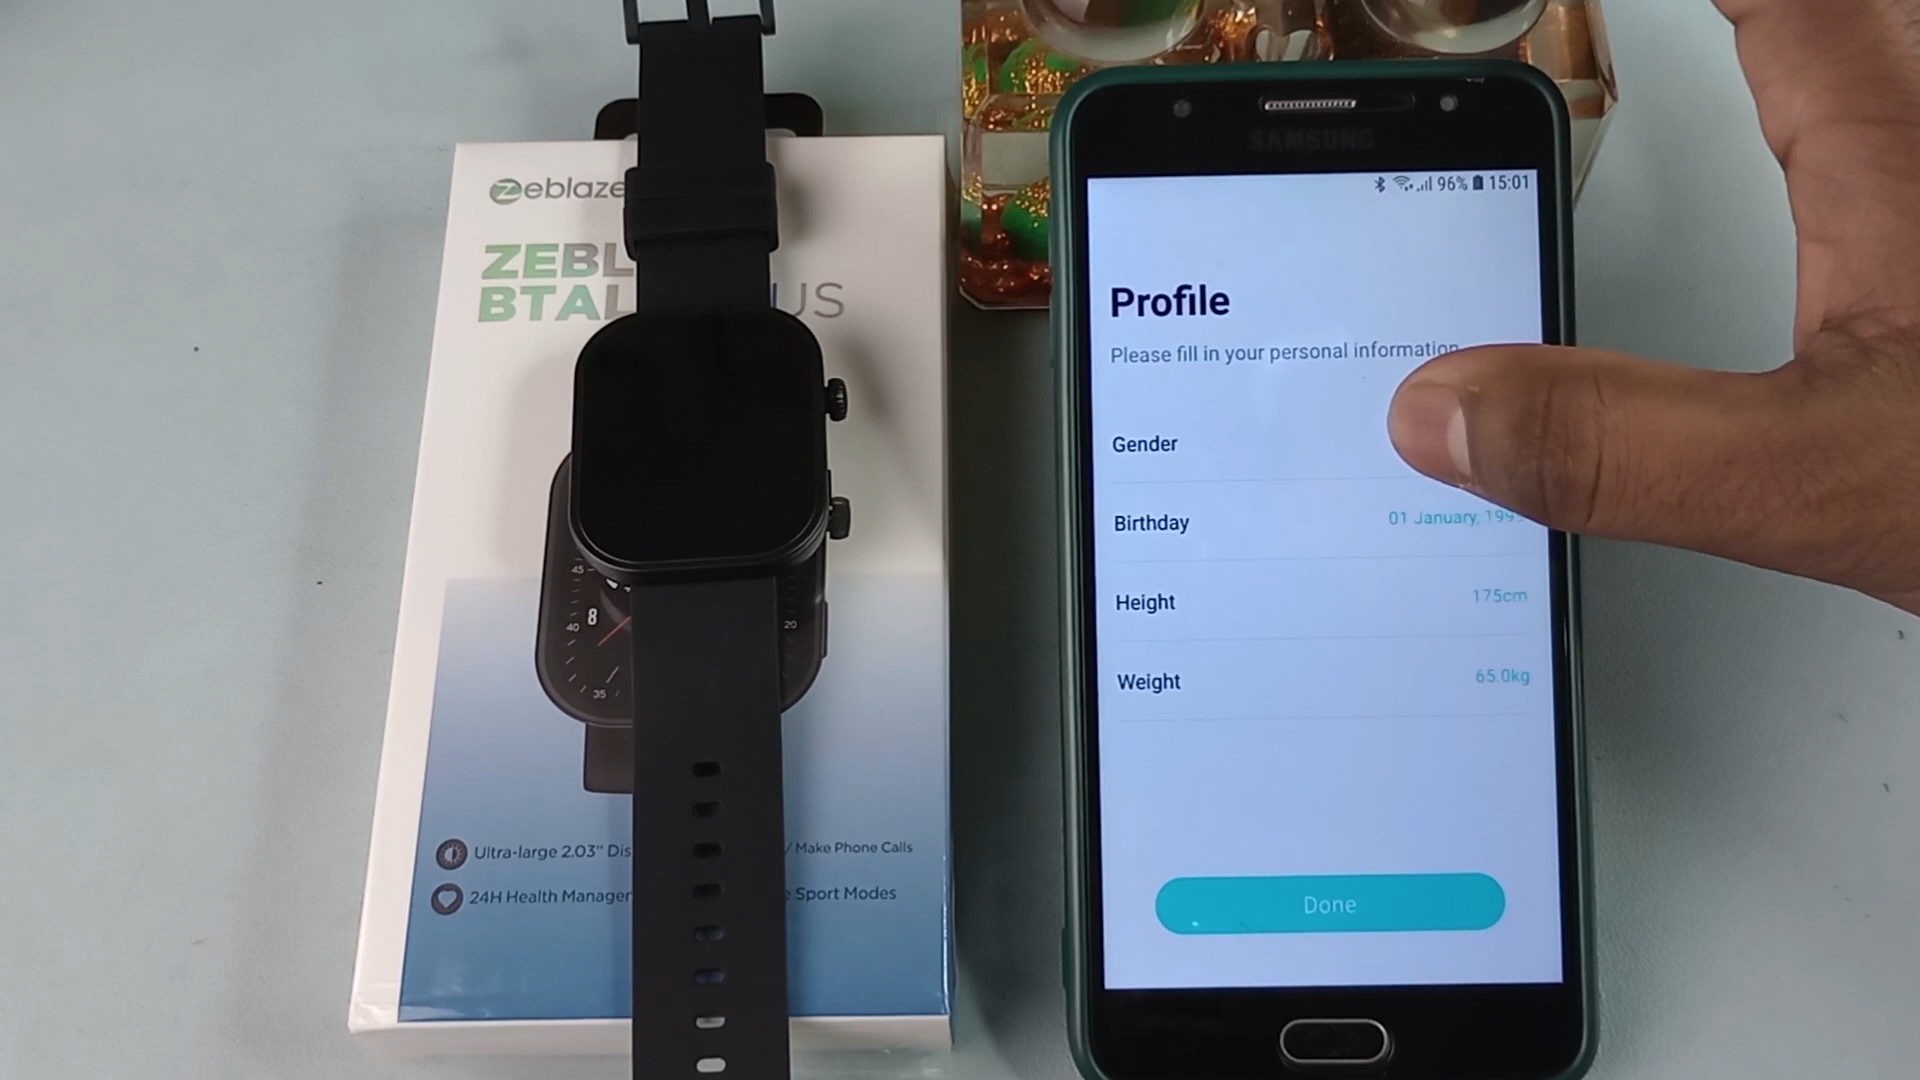 zeblaze
ZEBL
BTAL US
45
8
40
20
35
Ultra-large 2.03" Dis
/ Make Phone Calls
24H Health Manager
Sport Modes
SAMSUNG
96% 15:01
Profile
Please fill in your personal information
Gender
Birthday 01 January, 199
Height 175cm
Weight 65.0kg
Done